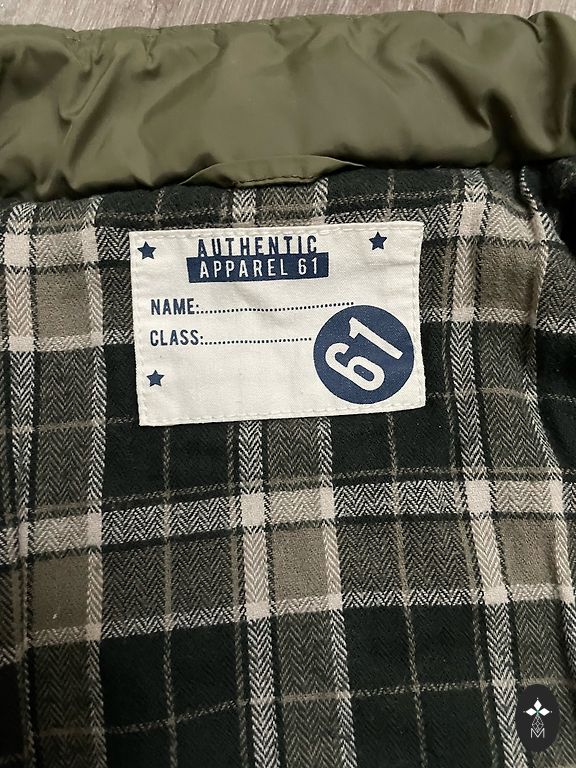 AUTHENTIC
APPAREL 61
NAME:................................
CLASS:.......................
61
M